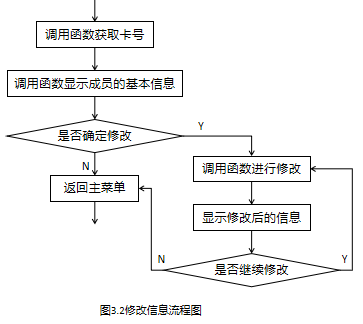 调用函数获取卡号
调用函数显示成员的基本信息
是否确定修改
Y
N
调用函数进行修改
返回主菜单
显示修改后的信息
是否继续修改
N
Y
图3.2修改信息流程图